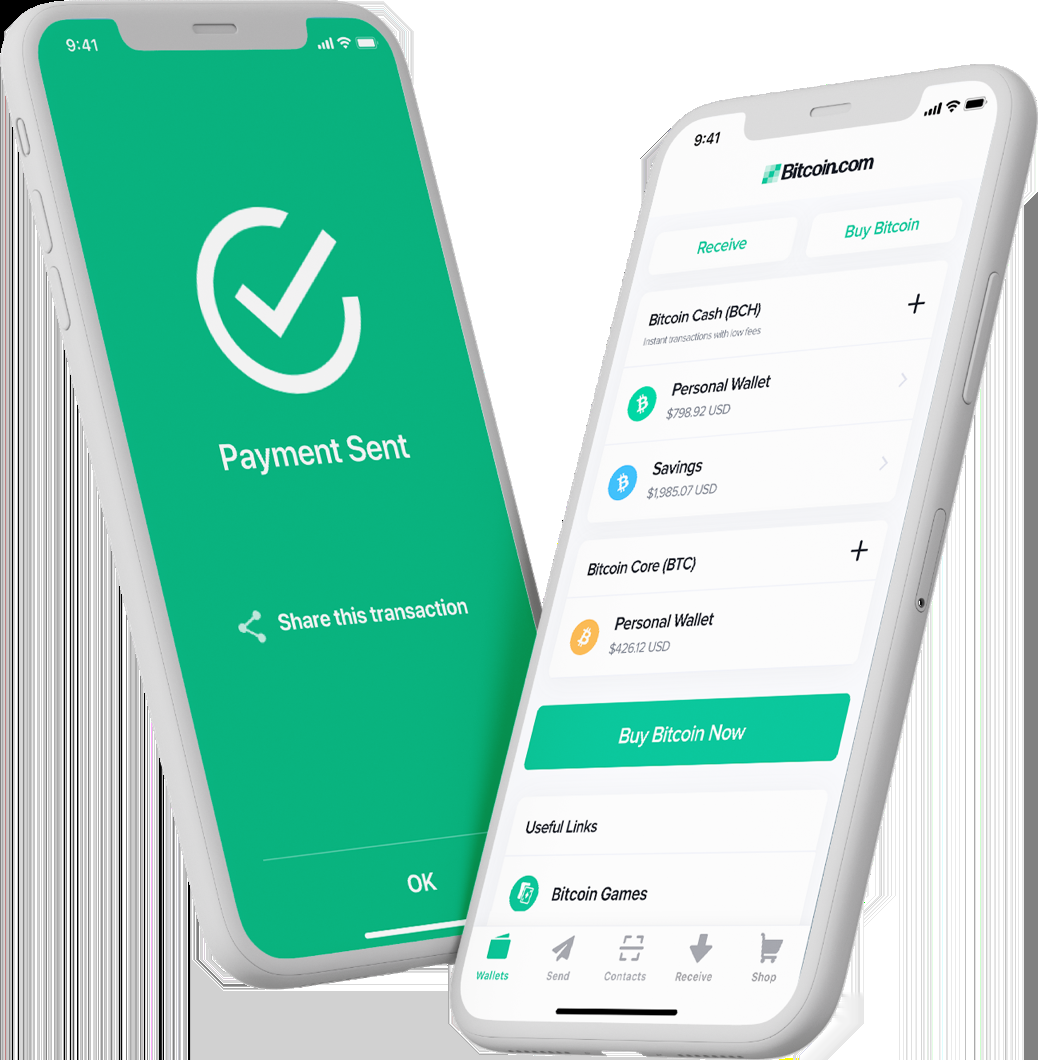 9:41
Payment Sent
Share this transaction
OK
9:41
Bitcoin.com
Receive
Buy Bitcoin
Bitcoin Cash (BCH)
Instant transactions with low fees
Personal Wallet
$798.92 USD
Savings
$1,985.07 USD
Bitcoin Core (BTC)
Personal Wallet
$426.12 USD
Buy Bitcoin Now
Useful Links
Bitcoin Games
Wallets
Send
Contacts
Receive
Shop